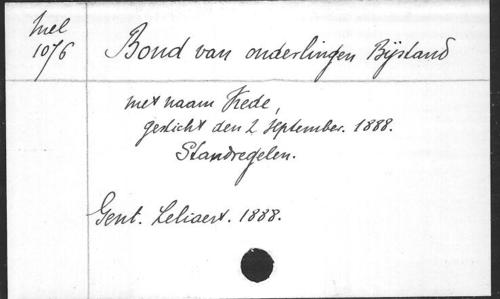 Mel
1076
Bond van onderlingen Bijstand
met naam Vrede,
gesticht den 2 September. 1888.
Standregelen.
Gent. Leliaert. 1888.